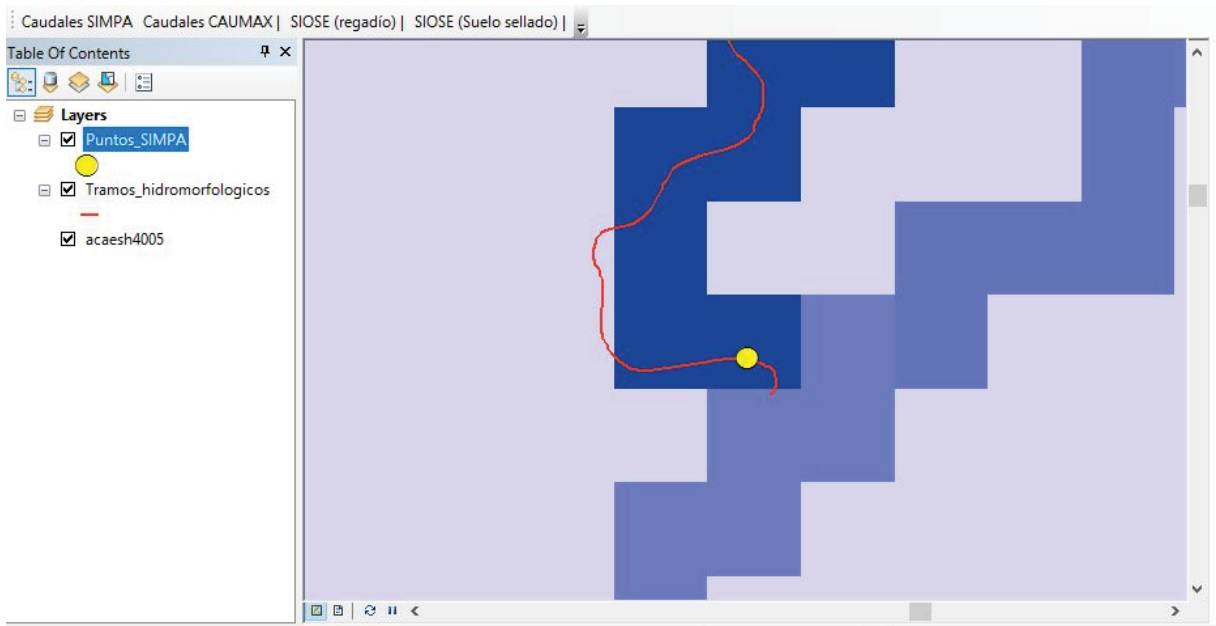 Caudales SIMPA Caudales CAUMAX | SIOSE (regadío) | SIOSE (Suelo sellado) |
Table Of Contents
Layers
Puntos_SIMPA
Tramos_hidromorfologicos
acaesh4005